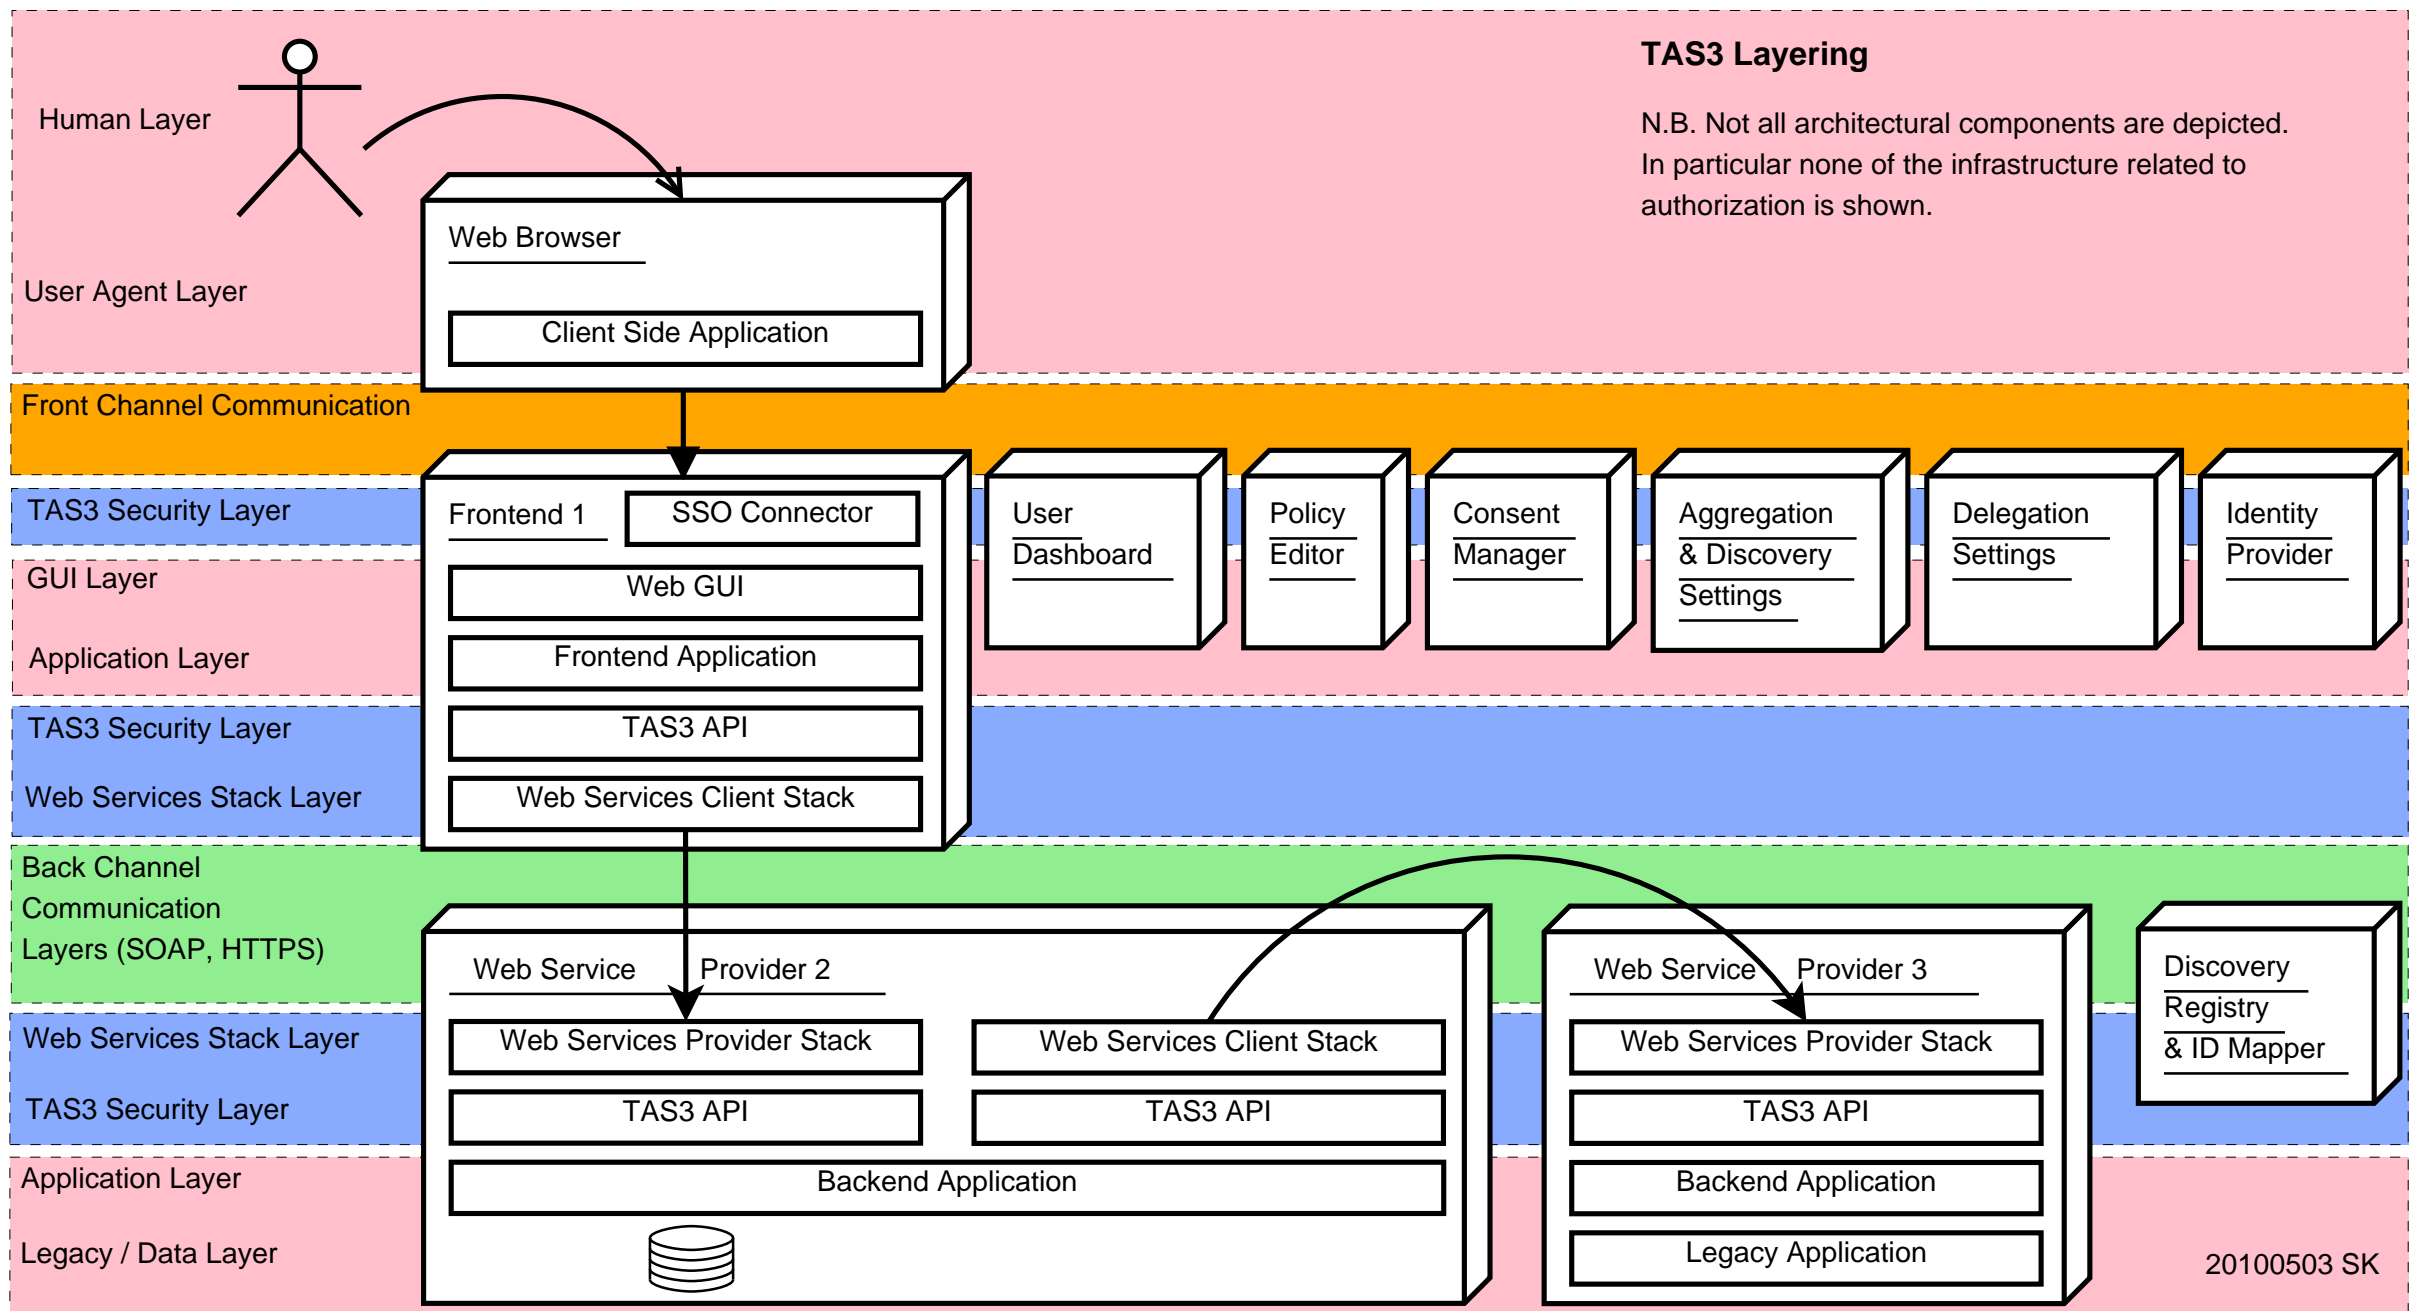 TAS3 Layering
N.B. Not all architectural components are depicted.
In particular none of the infrastructure related to
authorization is shown.
Human Layer
Web Browser
User Agent Layer
Client Side Application
Front Channel Communication
TAS3 Security Layer
Frontend 1
SSO Connector
User
Dashboard
Policy
Editor
Consent
Manager
Aggregation
& Discovery
Settings
Delegation
Settings
Identity
Provider
GUI Layer
Web GUI
Application Layer
Frontend Application
TAS3 Security Layer
TAS3 API
Web Services Stack Layer
Web Services Client Stack
Back Channel
Communication
Layers (SOAP, HTTPS)
Web Service Provider 2
Web Service Provider 3
Discovery
Registry
& ID Mapper
Web Services Stack Layer
Web Services Provider Stack
Web Services Client Stack
Web Services Provider Stack
TAS3 Security Layer
TAS3 API
TAS3 API
TAS3 API
Application Layer
Backend Application
Backend Application
Legacy / Data Layer
Legacy Application
20100503 SK